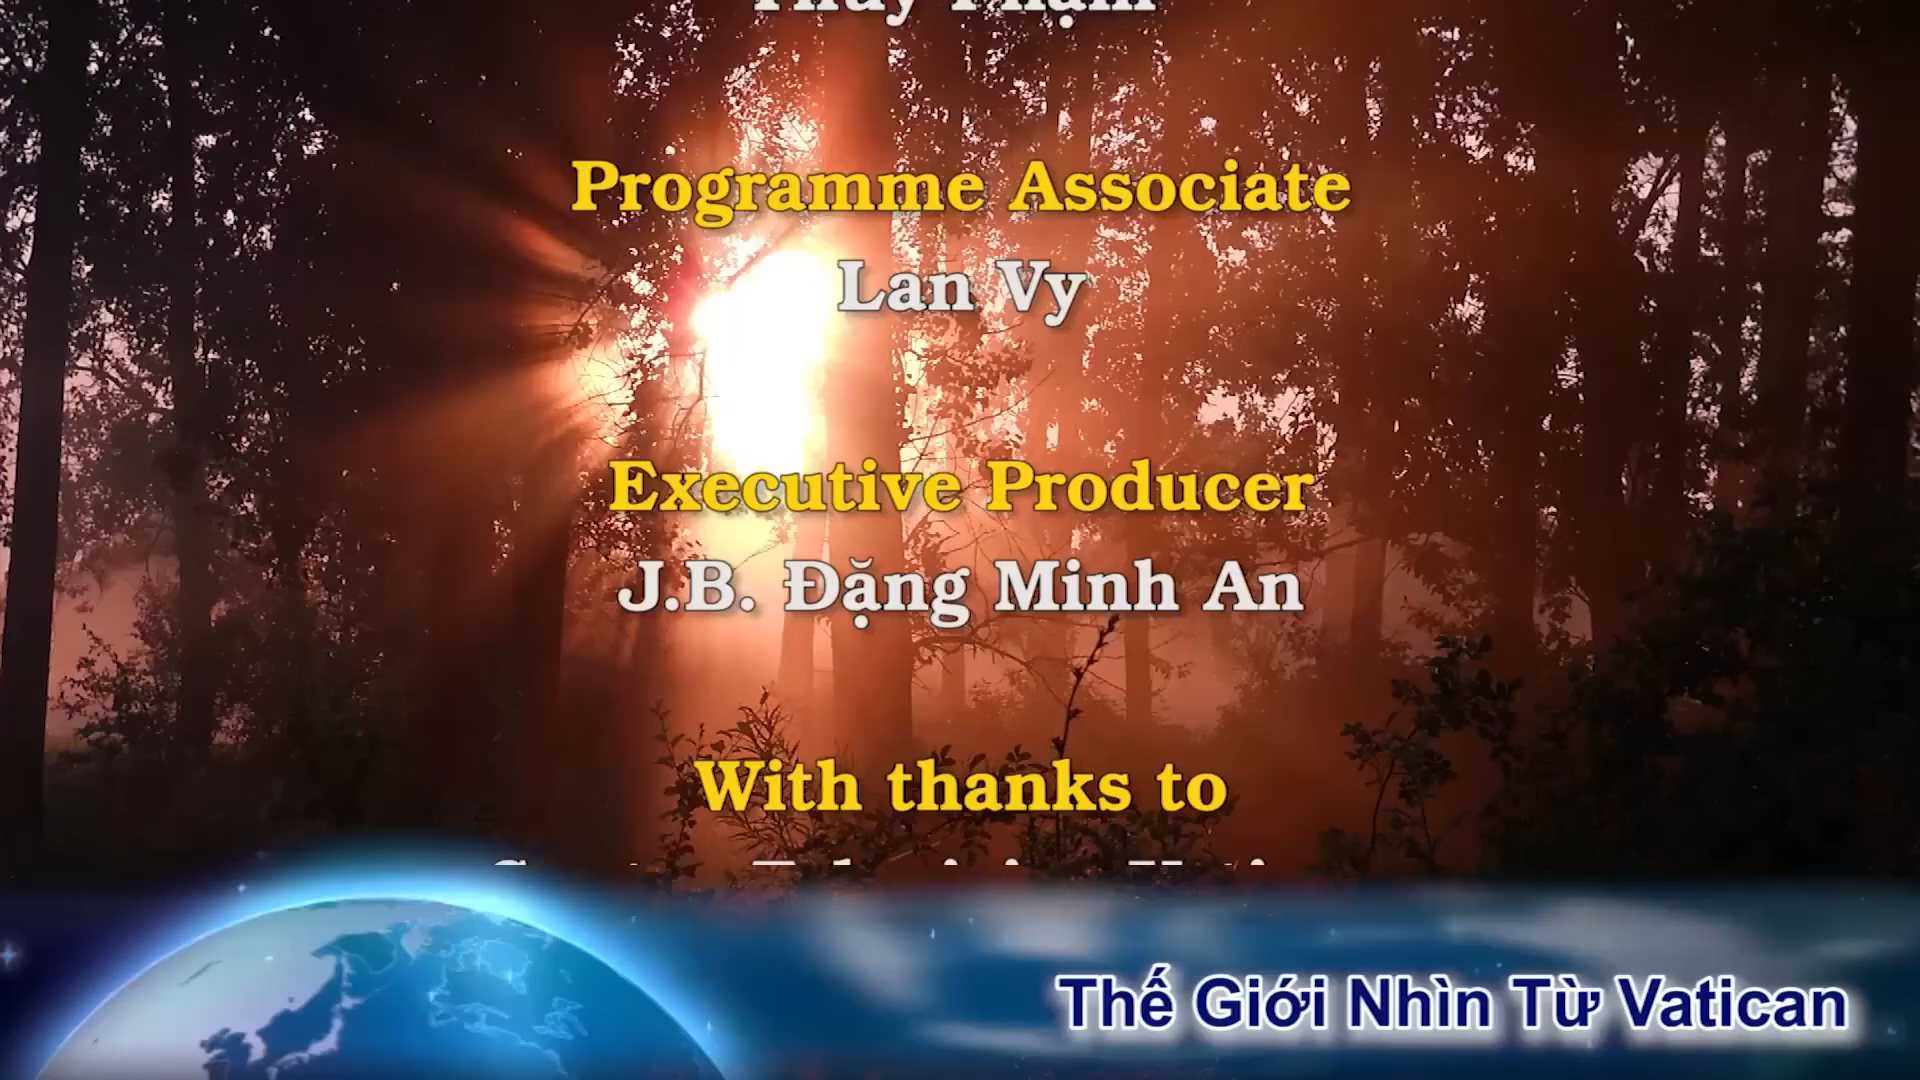 Programme Associate
Lan Vy
Executive Producer
J.B. Đặng Minh An
With thanks to
Thế Giới Nhìn Từ Vatican